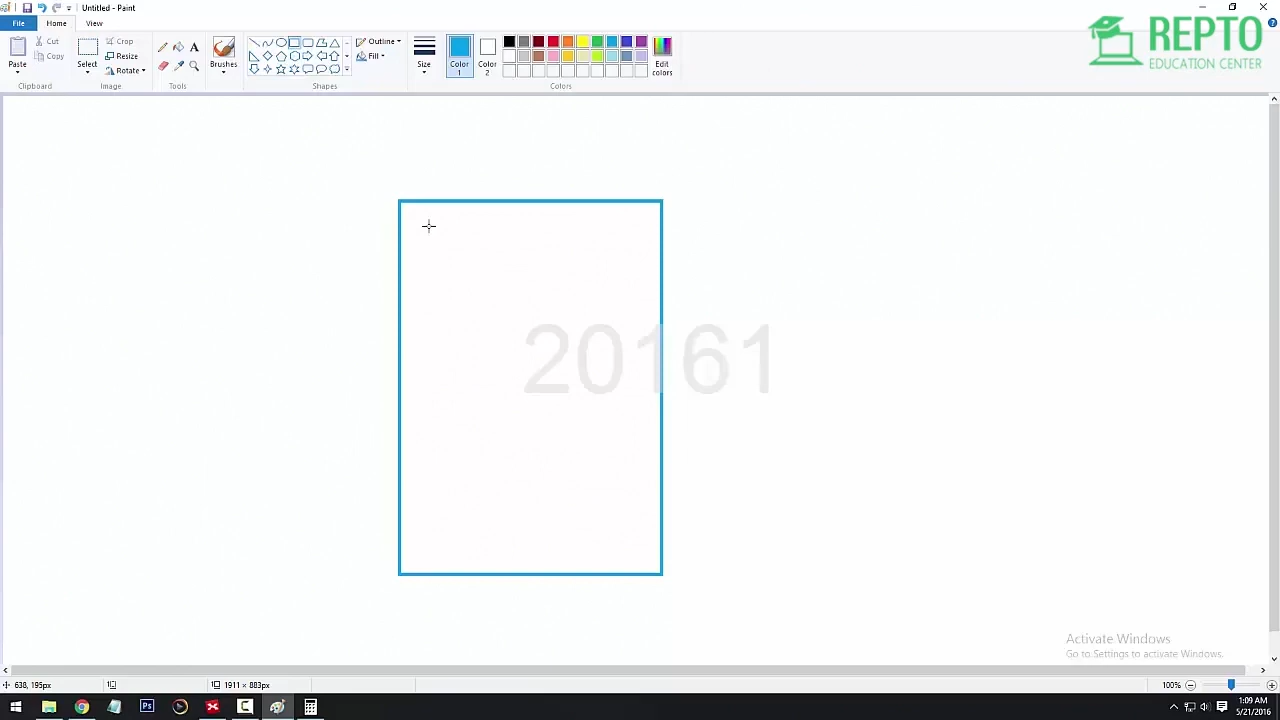 Untitled - Paint
File Home View
Paste
Cut
Copy
Clipboard
Select
Crop
Resize
Rotate
Image
A
Tools
Brushes
Outline
Fill
Shapes
Size
Color 1
Color 2
Edit colors
Colors
REPTO
EDUCATION CENTER
20161
Activate Windows
Go to Settings to activate Windows.
638, 195px
1911 × 883px
100%
Ps
1:09 AM
5/21/2016